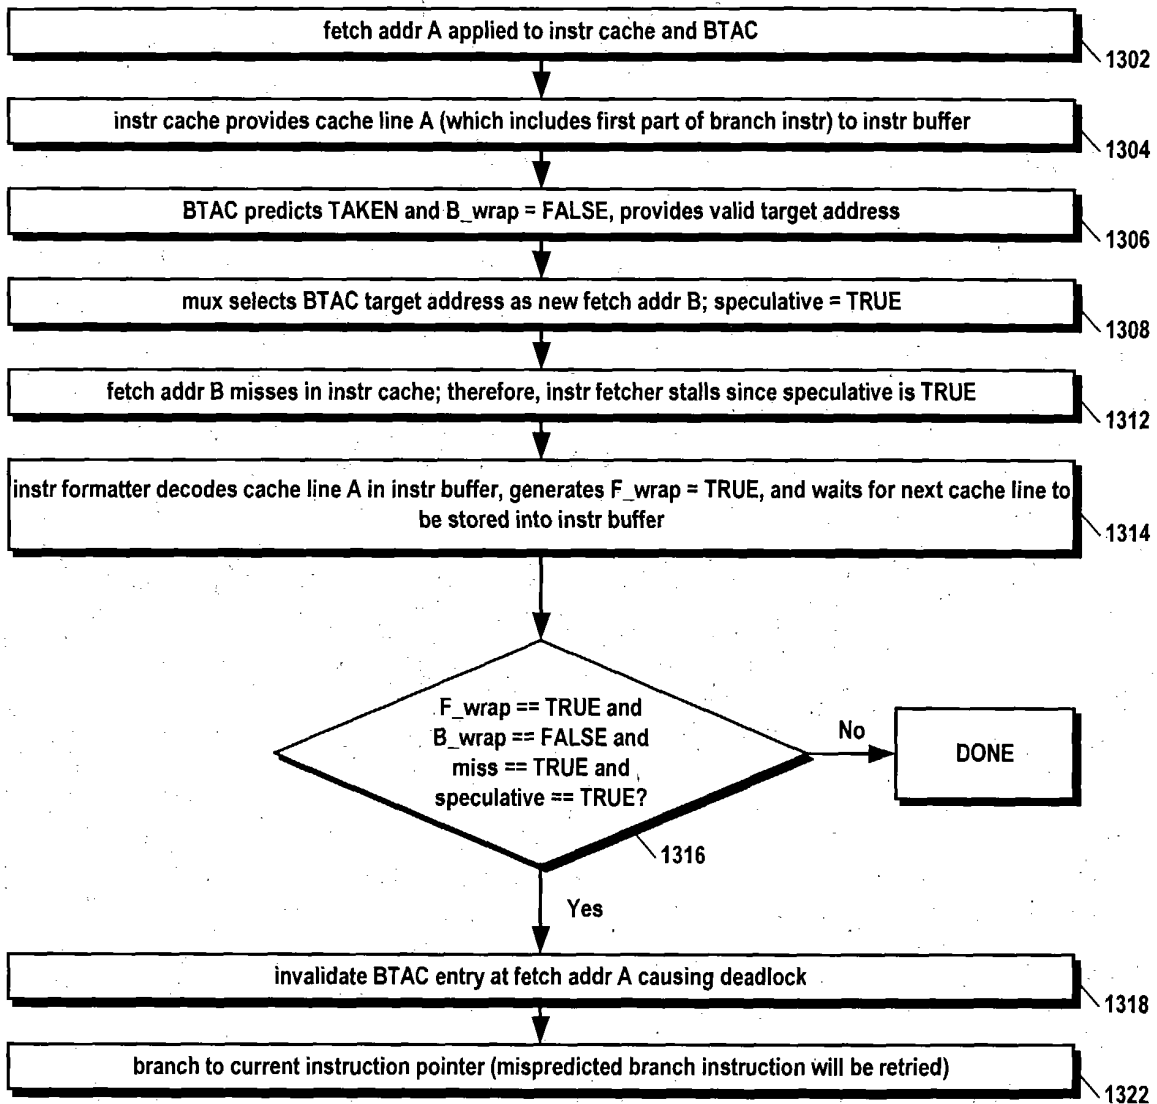 fetch addr A applied to instr cache and BTAC
1302
instr cache provides cache line A (which includes first part of branch instr) to instr buffer
1304
BTAC predicts TAKEN and B_wrap = FALSE, provides valid target address
1306
mux selects BTAC target address as new fetch addr B; speculative = TRUE
1308
fetch addr B misses in instr cache; therefore, instr fetcher stalls since speculative is TRUE
1312
instr formatter decodes cache line A in instr buffer, generates F_wrap = TRUE, and waits for next cache line to
be stored into instr buffer
1314
F_wrap == TRUE and
B_wrap == FALSE and
miss == TRUE and
speculative == TRUE?
1316
No
DONE
Yes
invalidate BTAC entry at fetch addr A causing deadlock
1318
branch to current instruction pointer (mispredicted branch instruction will be retried)
1322